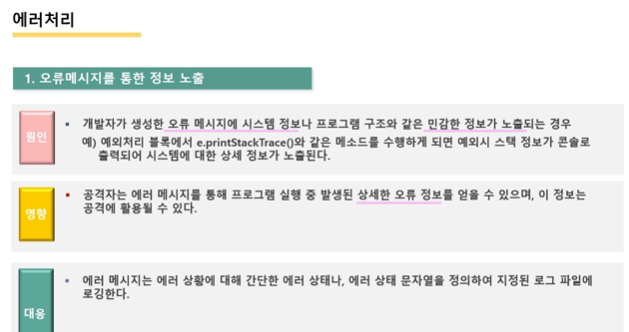 에러처리
1. 오류메시지를 통한 정보 노출
원인
▪ 개발자가 생성한 오류 메시지에 시스템 정보나 프로그램 구조와 같은 민감한 정보가 노출되는 경우
예) 예외처리 블록에서 e.printStackTrace()와 같은 메소드를 수행하게 되면 예외시 스택 정보가 콘솔로
출력되어 시스템에 대한 상세 정보가 노출된다.
영향
▪ 공격자는 에러 메시지를 통해 프로그램 실행 중 발생된 상세한 오류 정보를 얻을 수 있으며, 이 정보는
공격에 활용될 수 있다.
대응
▪ 에러 메시지는 에러 상황에 대해 간단한 에러 상태나, 에러 상태 문자열을 정의하여 지정된 로그 파일에
로깅한다.